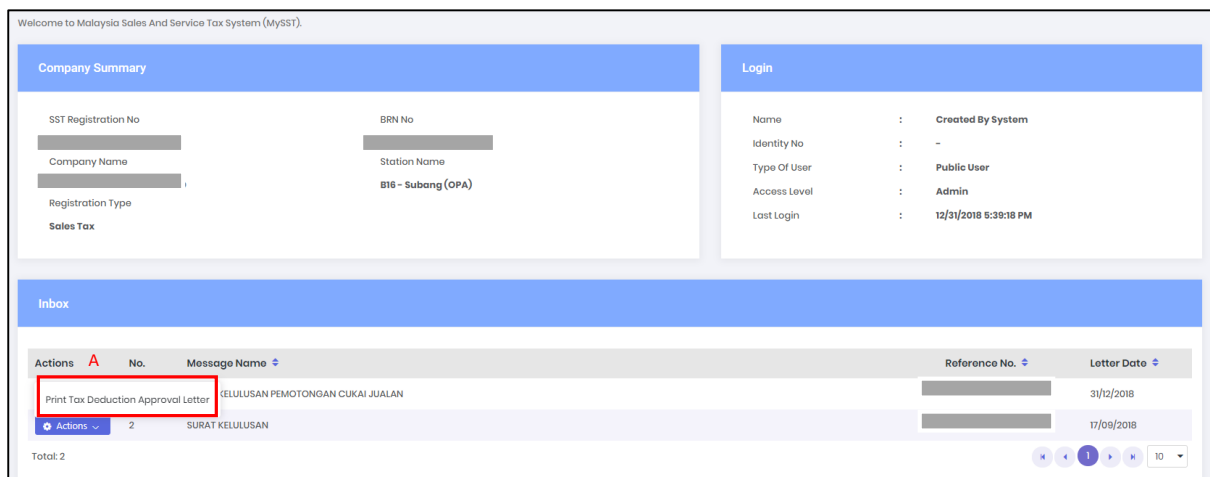 Welcome to Malaysia Sales And Service Tax System (MySST).
Company Summary
SST Registration No
BRN No
Company Name
Station Name
B16 - Subang (OPA)
Registration Type
Sales Tax
Login
Name : Created By System
Identity No : -
Type Of User : Public User
Access Level : Admin
Last Login : 12/31/2018 5:39:18 PM
Inbox
Actions A No. Message Name Reference No. Letter Date
Print Tax Deduction Approval Letter KELULUSAN PEMOTONGAN CUKAI JUALAN 31/12/2018
Actions 2 SURAT KELULUSAN 17/09/2018
Total: 2 1 10